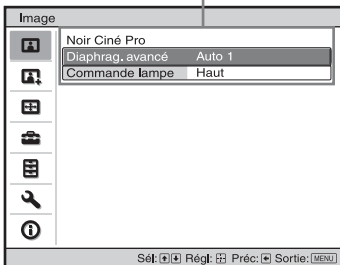 Image
Noir Ciné Pro
Diaphrag. avancé Auto 1
Commande lampe Haut
Sél: Régl: Préc: Sortie: MENU